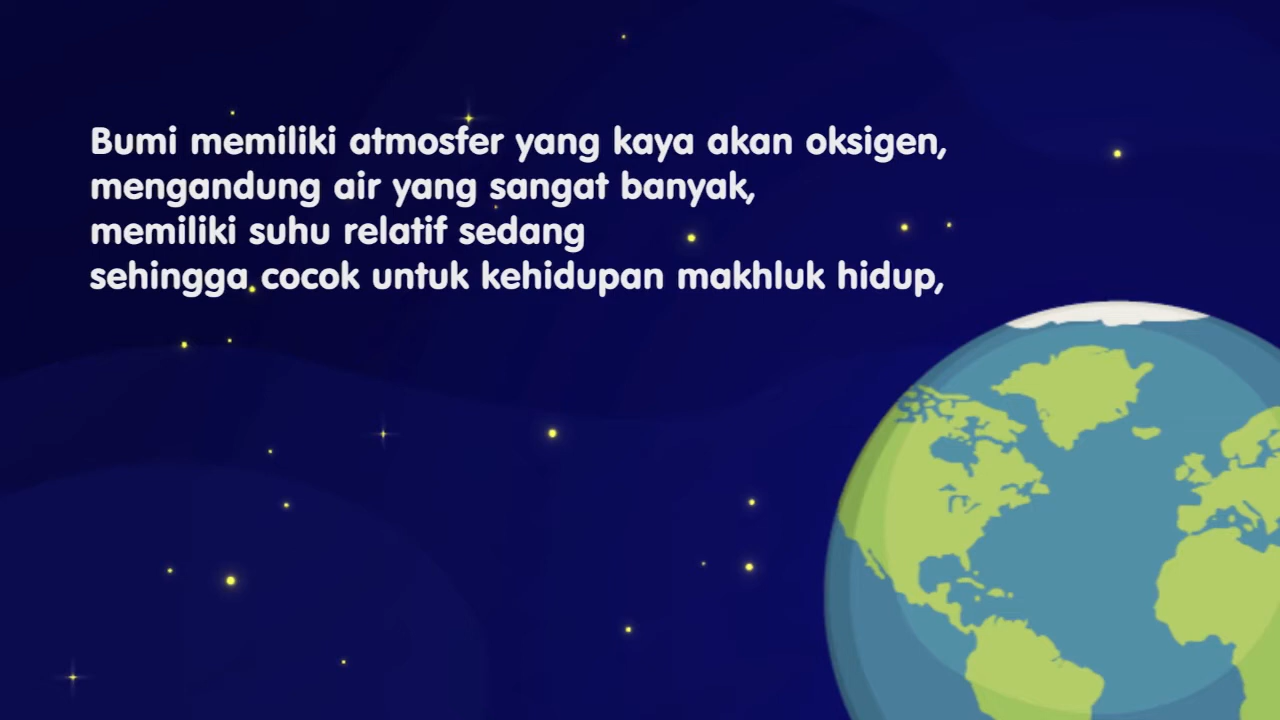 Bumi memiliki atmosfer yang kaya akan oksigen,
mengandung air yang sangat banyak,
memiliki suhu relatif sedang
sehingga cocok untuk kehidupan makhluk hidup,